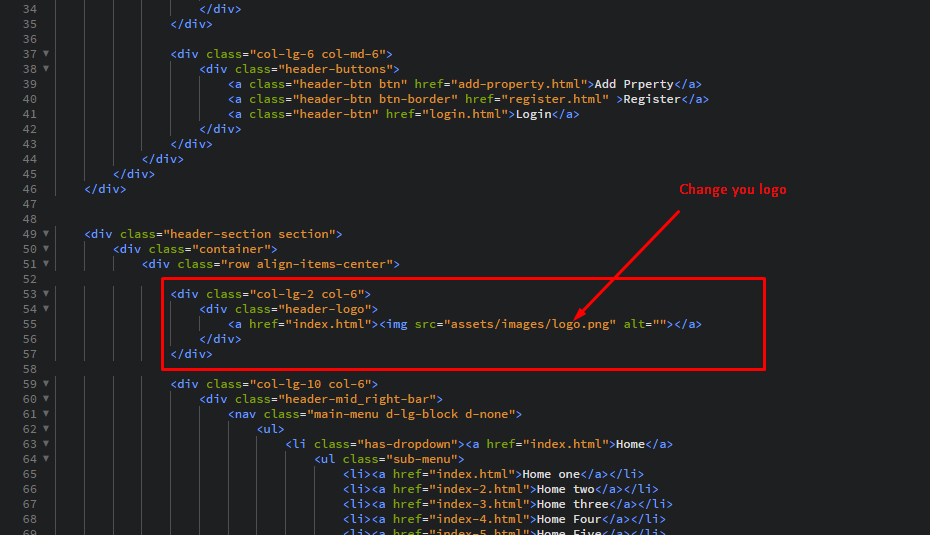 34 </div>
35 </div>
36
37 <div class="col-lg-6 col-md-6">
38 <div class="header-buttons">
39 <a class="header-btn btn" href="add-property.html">Add Prperty</a>
40 <a class="header-btn btn-border" href="register.html" >Register</a>
41 <a class="header-btn" href="login.html">Login</a>
42 </div>
43 </div>
44 </div>
45 </div>
46 </div>
Change you logo
47
48
49 <div class="header-section section">
50 <div class="container">
51 <div class="row align-items-center">
52
53 <div class="col-lg-2 col-6">
54 <div class="header-logo">
55 <a href="index.html"><img src="assets/images/logo.png" alt=""></a>
56 </div>
57 </div>
58
59 <div class="col-lg-10 col-6">
60 <div class="header-mid_right-bar">
61 <nav class="main-menu d-lg-block d-none">
62 <ul>
63 <li class="has-dropdown"><a href="index.html">Home</a>
64 <ul class="sub-menu">
65 <li><a href="index.html">Home one</a></li>
66 <li><a href="index-2.html">Home two</a></li>
67 <li><a href="index-3.html">Home three</a></li>
68 <li><a href="index-4.html">Home Four</a></li>
69 <li><a href="index-5.html">Home Five</a></li>